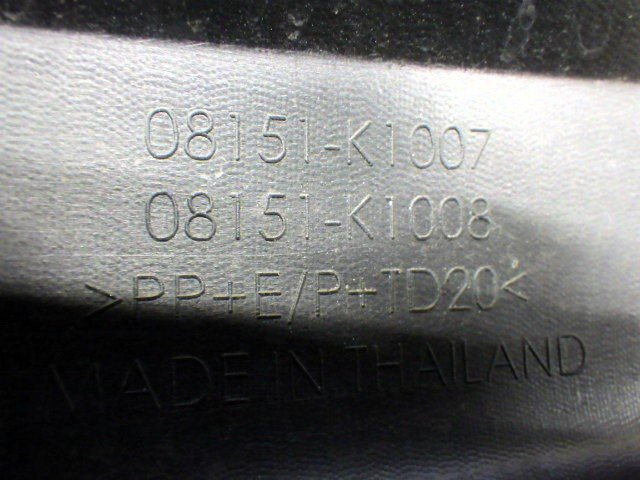 08151-K1007
08151-K1008
>PP+E/P+TD20<
MADE IN THAILAND